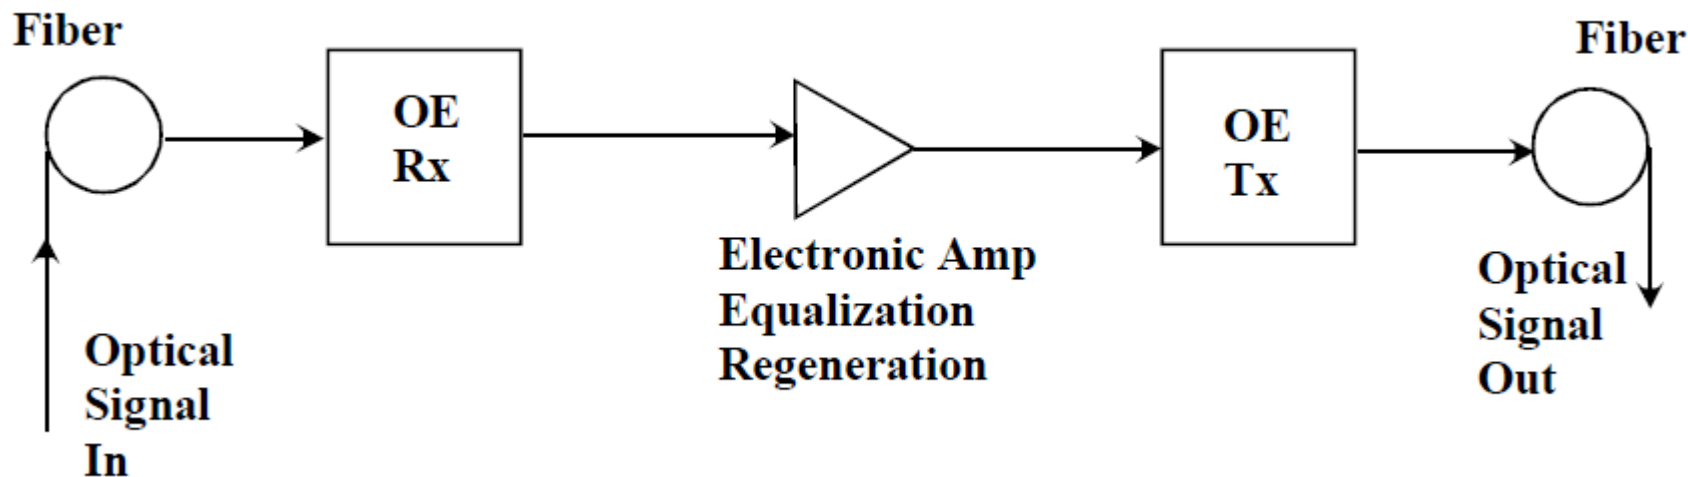 Fiber
Optical
Signal
In
OE
Rx
Electronic Amp
Equalization
Regeneration
OE
Tx
Fiber
Optical
Signal
Out